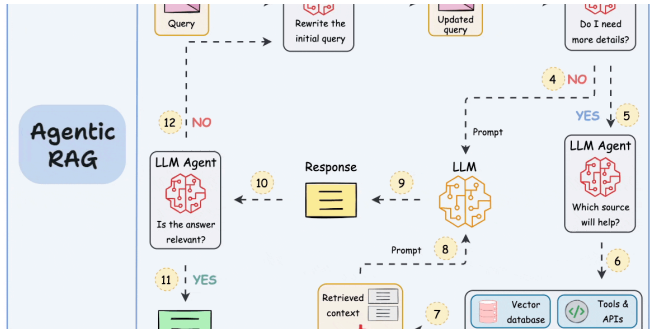 Query
Rewrite the
initial query
Updated
query
Do I need
more details?
4 NO
12 NO
YES 5
Prompt
Agentic
RAG
LLM Agent
Is the answer
relevant?
10
Response
9
LLM
LLM Agent
Which source
will help?
Prompt 8
6
11 YES
Retrieved
context
7
Vector
database
Tools &
APIs